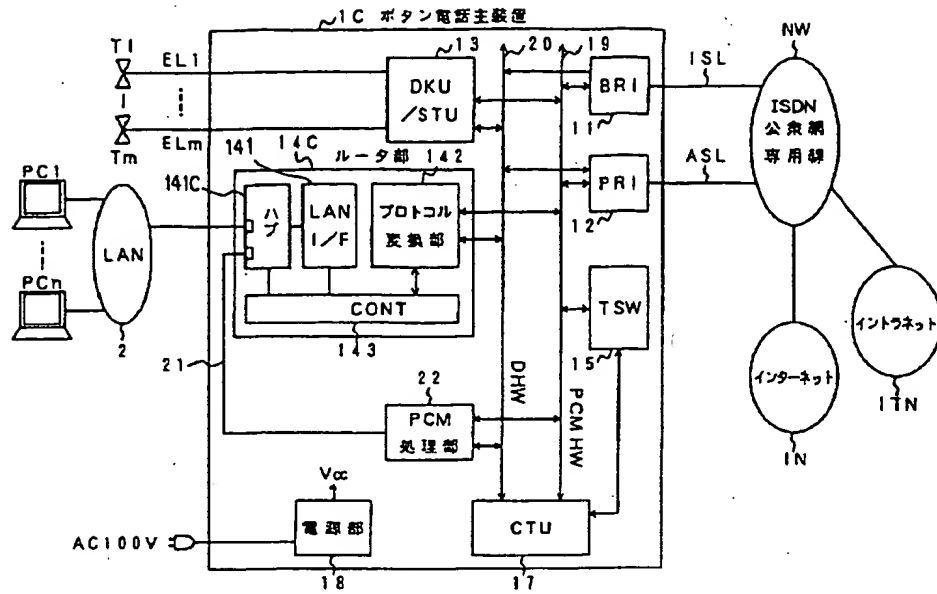 1C ボタン電話主装置
T1
EL1
Tm
ELm
13
DKU
/STU
20
19
BRI
11
ISL
NW
ISDN
公衆網
専用線
PRI
12
ASL
PC1
PCn
LAN
2
141C
141
14C
ルータ部
142
ハブ
LAN
I/F
プロトコル
変換部
CONT
143
21
TSW
15
DHW
PCMHW
22
PCM
処理部
Vcc
電源部
18
AC100V
CTU
17
インターネット
IN
イントラネット
ITN